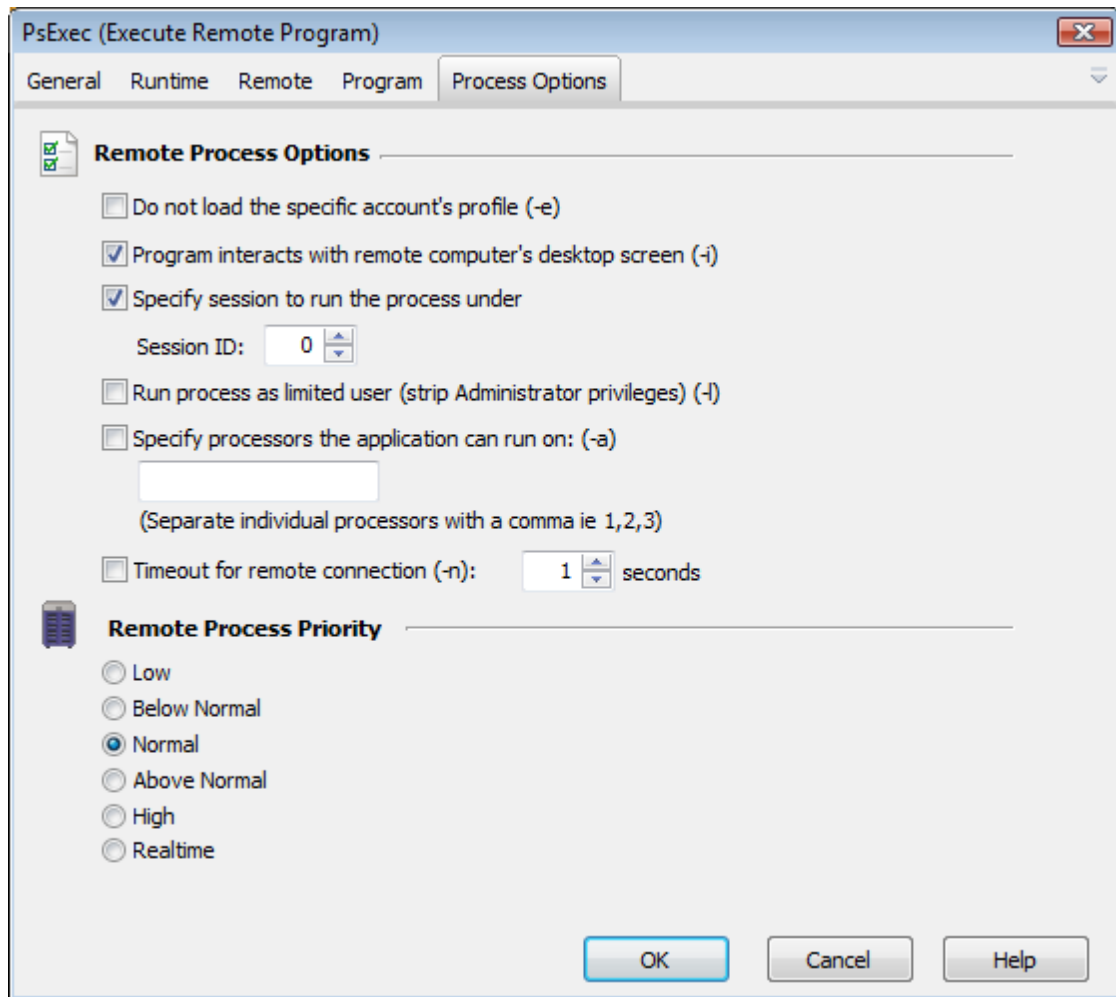 PsExec (Execute Remote Program)
General Runtime Remote Program Process Options
Remote Process Options
Do not load the specific account's profile (-e)
Program interacts with remote computer's desktop screen (-i)
Specify session to run the process under
Session ID: 0
Run process as limited user (strip Administrator privileges) (-l)
Specify processors the application can run on: (-a)
(Separate individual processors with a comma ie 1,2,3)
Timeout for remote connection (-n): 1 seconds
Remote Process Priority
Low
Below Normal
Normal
Above Normal
High
Realtime
OK Cancel Help